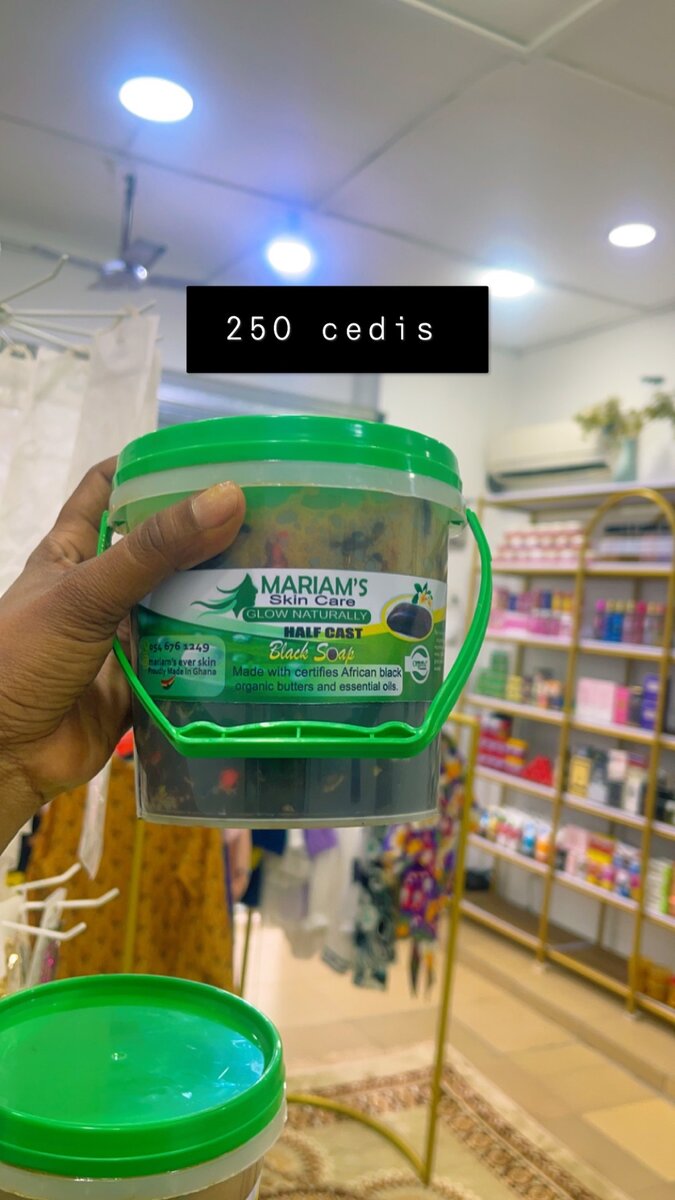 250 cedis
MARIAM'S
Skin Care
GLOW NATURALLY
HALF CAST
Black Soap
054 676 1249
mariam's ever skin
Proudly Made in Ghana
Made with certifies African black
organic butters and essential oils.